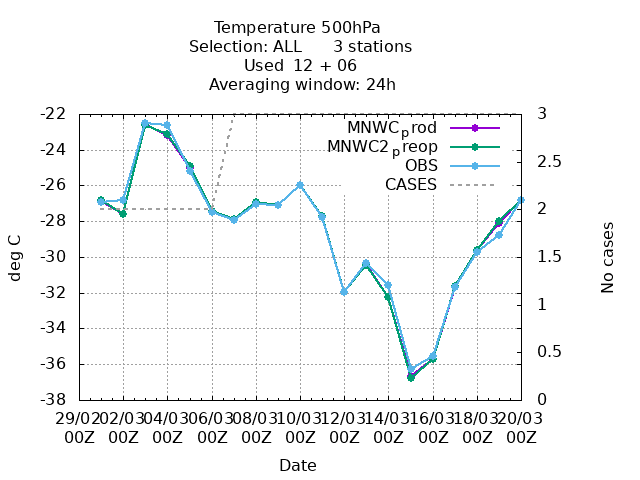 Temperature 500hPa
Selection: ALL 3 stations
Used 12 + 06
Averaging window: 24h
MNWC_prod
MNWC2_preop
OBS
CASES
-22
-24
-26
-28
-30
-32
-34
-36
-38
3
2.5
2
1.5
1
0.5
0
deg C
No cases
29/02 02/03 04/03 06/03 08/03 10/03 12/03 14/03 16/03 18/03 20/03
00Z 00Z 00Z 00Z 00Z 00Z 00Z 00Z 00Z 00Z 00Z
Date